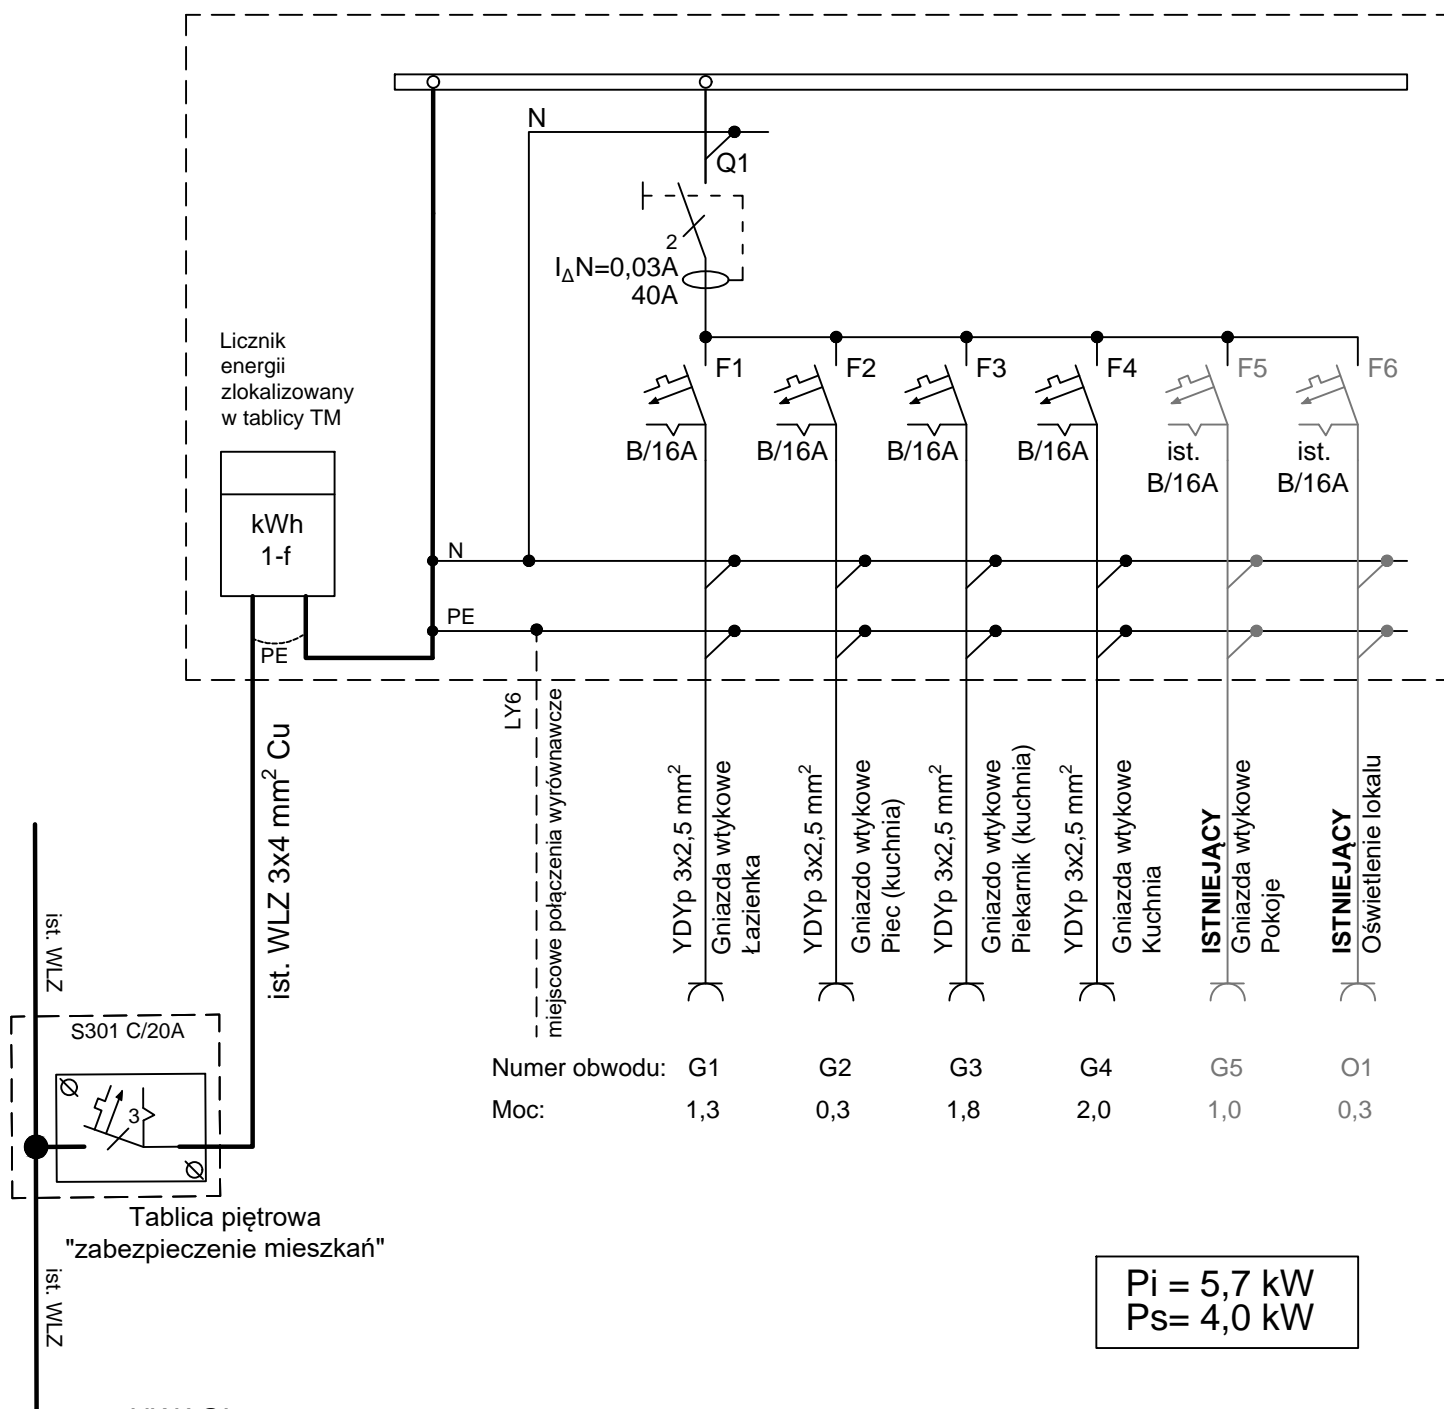 N
Q1
2
I∆N=0,03A
40A
Licznik
energii
zlokalizowany
w tablicy TM
F1
F2
F3
F4
F5
F6
B/16A
B/16A
B/16A
B/16A
ist.
B/16A
ist.
B/16A
kWh
1-f
N
PE
PE
LY6
miejscowe połączenia wyrównawcze
ist. WLZ 3x4 mm² Cu
YDYp 3x2,5 mm²
Gniazda wtykowe
Łazienka
YDYp 3x2,5 mm²
Gniazdo wtykowe
Piec (kuchnia)
YDYp 3x2,5 mm²
Gniazdo wtykowe
Piekarnik (kuchnia)
YDYp 3x2,5 mm²
Gniazda wtykowe
Kuchnia
ISTNIEJĄCY
Gniazda wtykowe
Pokoje
ISTNIEJĄCY
Oświetlenie lokalu
ist. WLZ
S301 C/20A
3
Tablica piętrowa
"zabezpieczenie mieszkań"
ist. WLZ
Numer obwodu: G1 G2 G3 G4 G5 O1
Moc: 1,3 0,3 1,8 2,0 1,0 0,3
Pi = 5,7 kW
Ps= 4,0 kW